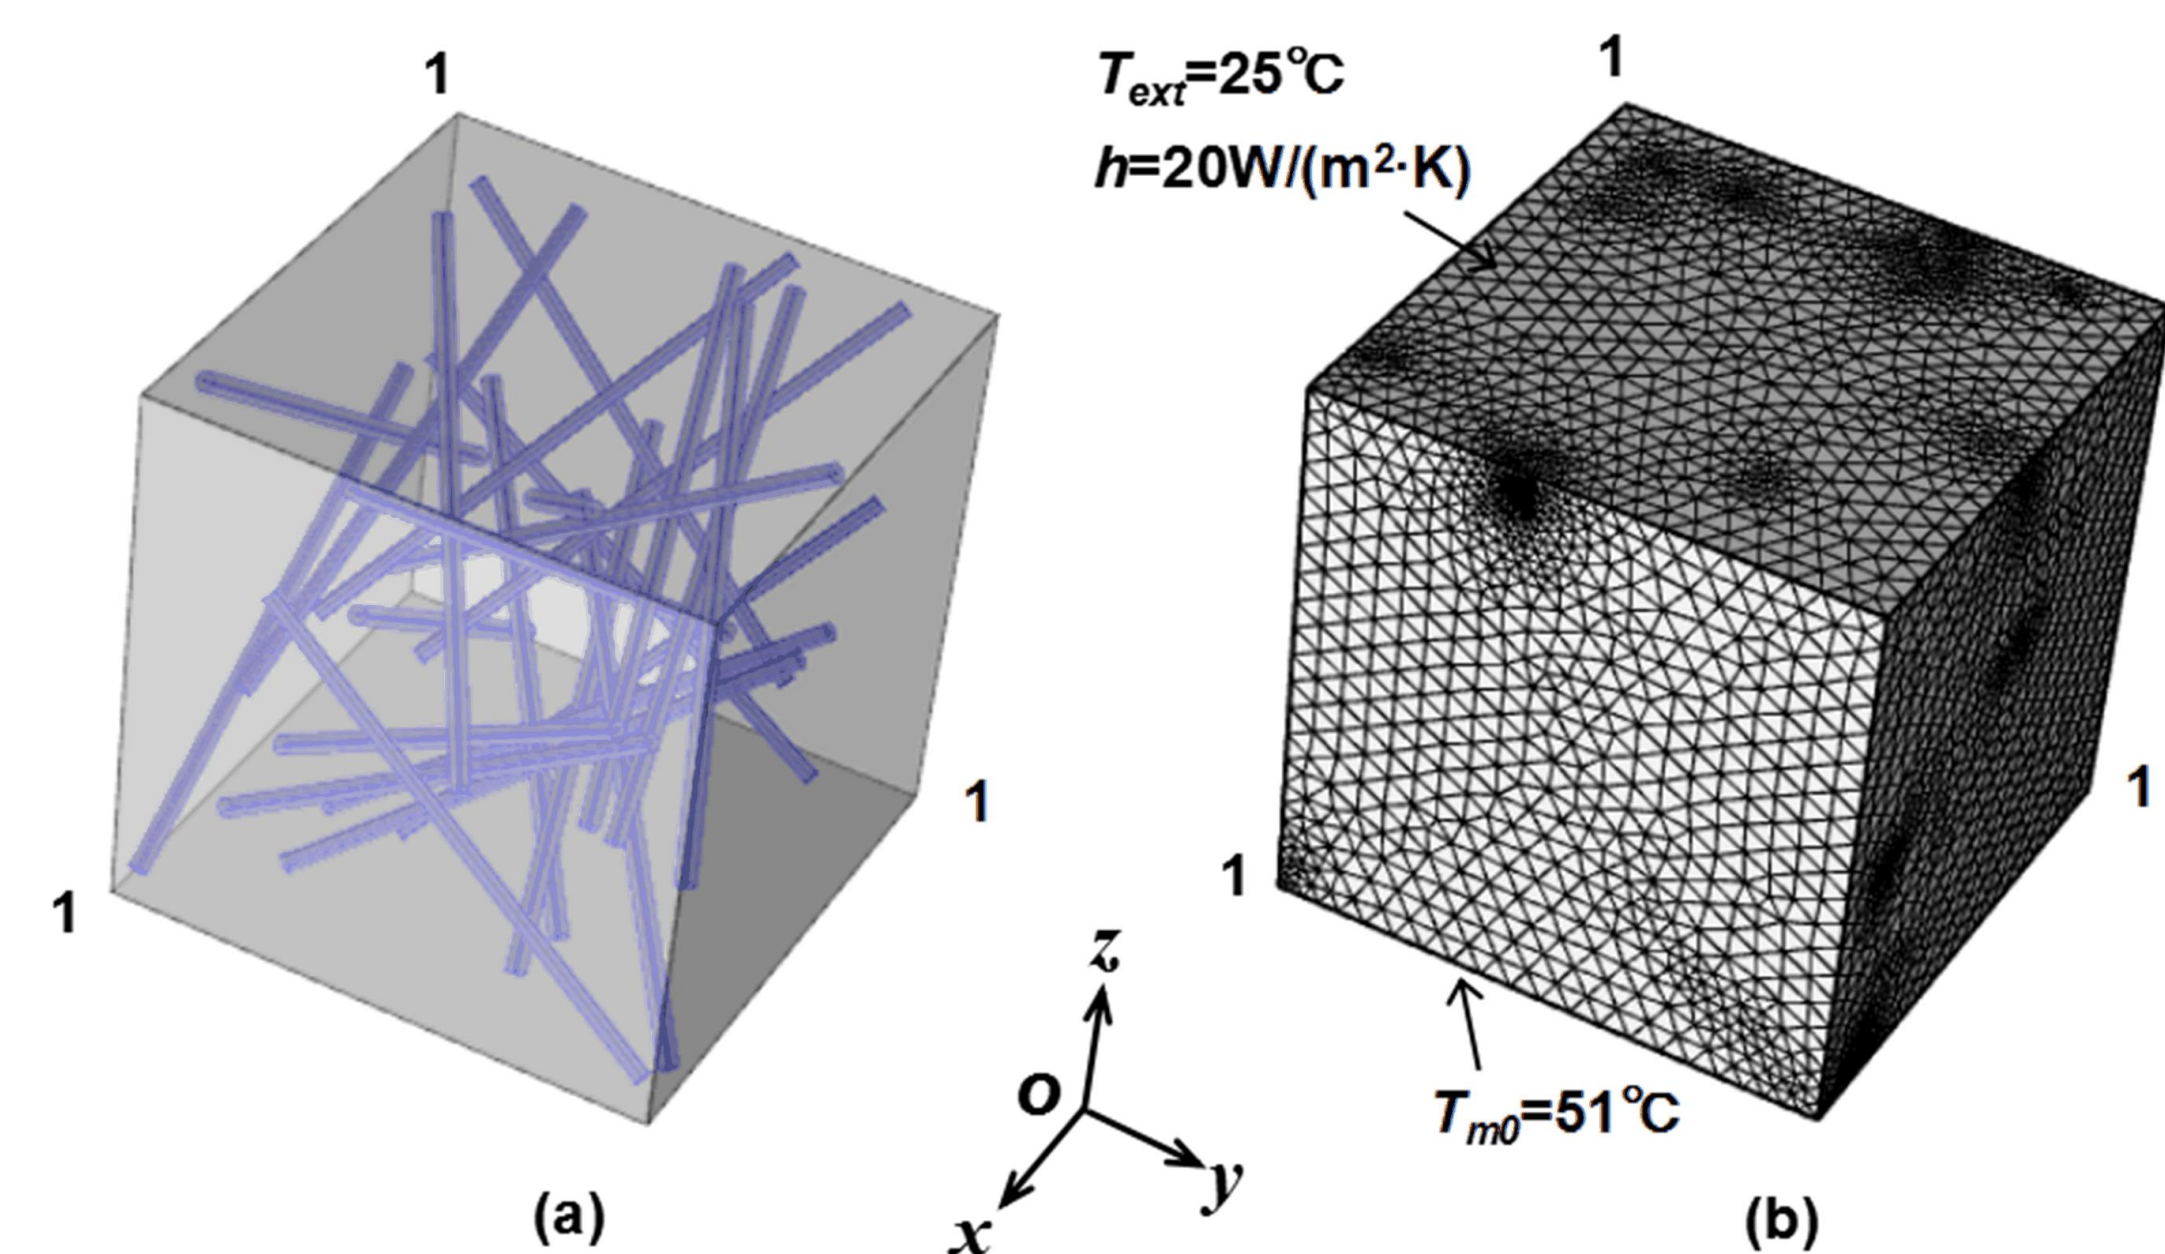 1
1
1
(a)
z
O
x
y
T_ext=25℃
h=20W/(m²·K)
1
1
1
T_m0=51℃
(b)